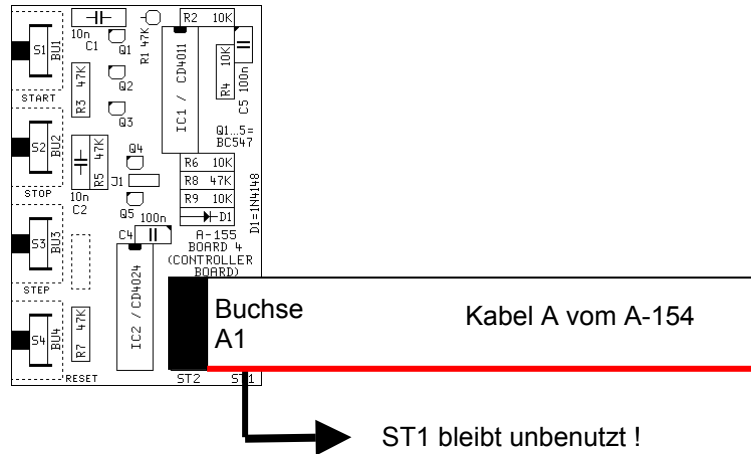 R2 10K
10n
C1
Q1
R1 47K
S1
BU1
START
R3 47K
Q2
Q3
IC1 / CD4011
R4 10K
C5 100n
Q1...5=
BC547
S2
BU2
STOP
R5 47K
10n
C2
Q4
J1
Q5
R6 10K
R8 47K
R9 10K
D1
D1=1N4148
100n
C4
A-155
BOARD 4
(CONTROLLER
BOARD)
S3
BU3
STEP
IC2 / CD4024
S4
BU4
R7 47K
RESET
ST2 ST1
Buchse
A1
Kabel A vom A-154
ST1 bleibt unbenutzt !